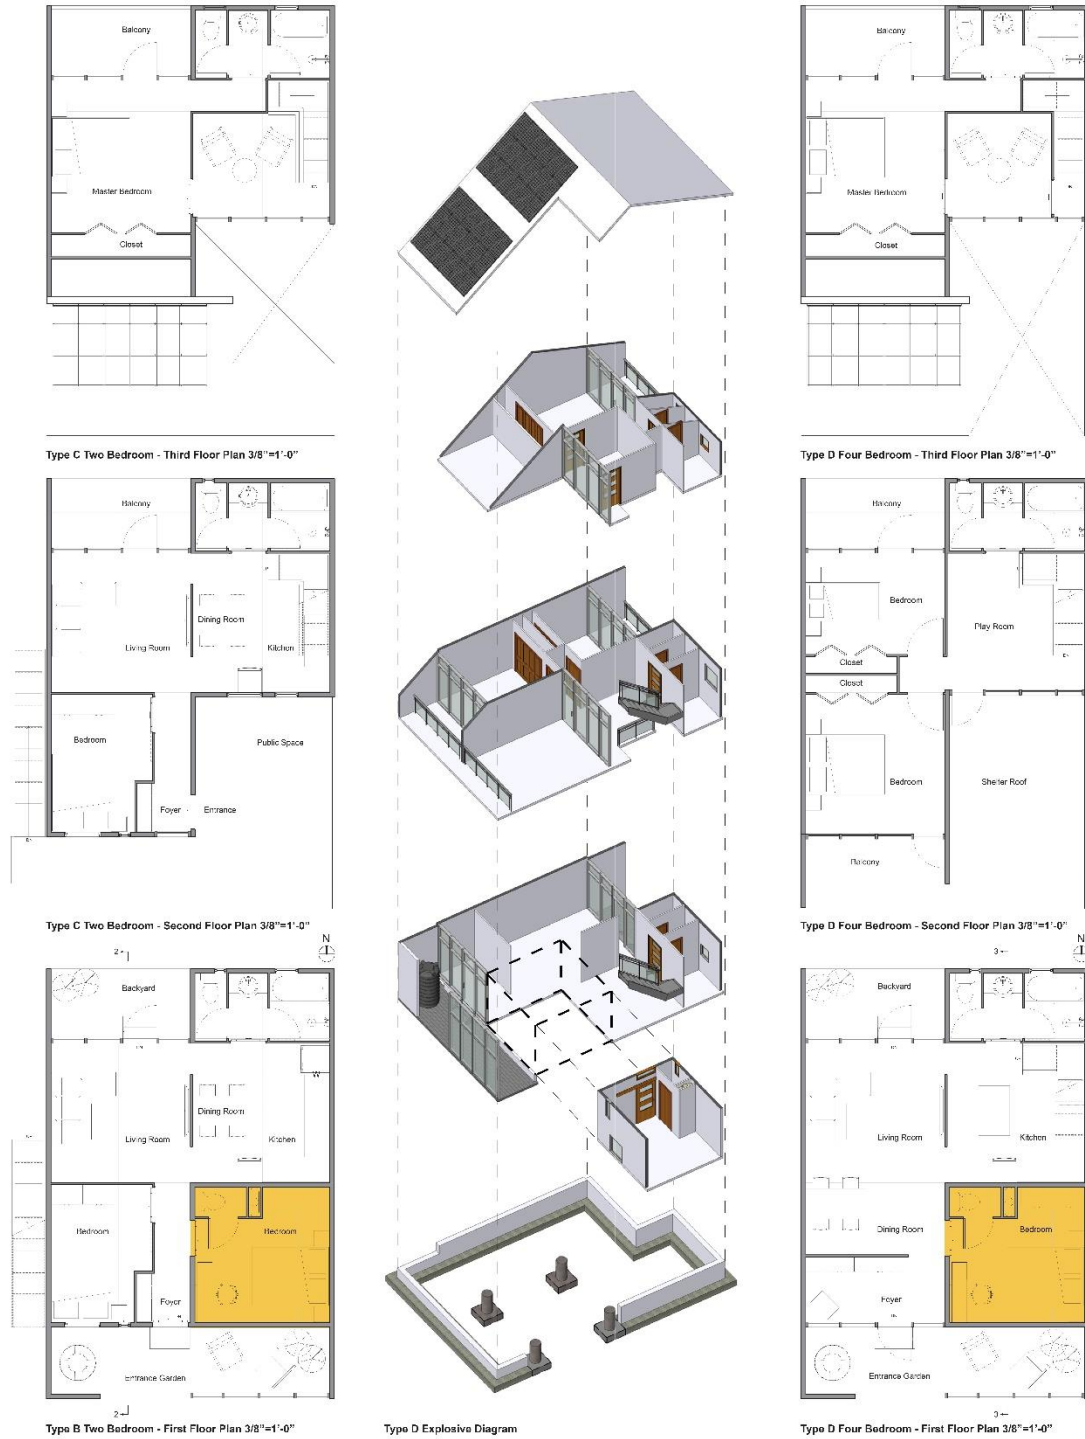 Balcony
Master Bedroom
Closet
Type C Two Bedroom - Third Floor Plan 3/8"=1'-0"
Balcony
Living Room
Dining Room
Kitchen
Bedroom
Public Space
Foyer
Entrance
Type C Two Bedroom - Second Floor Plan 3/8"=1'-0"
2
N
Backyard
Living Room
Dining Room
Kitchen
Bedroom
Bedroom
Foyer
Entrance Garden
2
Type B Two Bedroom - First Floor Plan 3/8"=1'-0"
Type D Explosive Diagram
Balcony
Master Bedroom
Closet
Type D Four Bedroom - Third Floor Plan 3/8"=1'-0"
Balcony
Bedroom
Play Room
Closet
Closet
Bedroom
Shelter Roof
Balcony
Type D Four Bedroom - Second Floor Plan 3/8"=1'-0"
3
N
Backyard
Living Room
Kitchen
Dining Room
Bedroom
Foyer
Entrance Garden
3
Type D Four Bedroom - First Floor Plan 3/8"=1'-0"